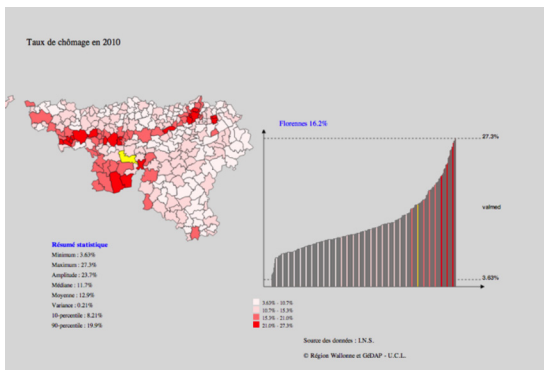 Taux de chômage en 2010
Florennes 16.2%
27.3%
valmed
3.63%
Résumé statistique
Minimum : 3.63%
Maximum : 27.3%
Amplitude : 23.7%
Médiane : 11.7%
Moyenne : 12.9%
Variance : 0.21%
10-percentile : 8.21%
90-percentile : 19.9%
3.63% - 10.7%
10.7% - 15.3%
15.3% - 21.0%
21.0% - 27.3%
Source des données : I.N.S.
© Région Wallonne et GéDAP - U.C.L.